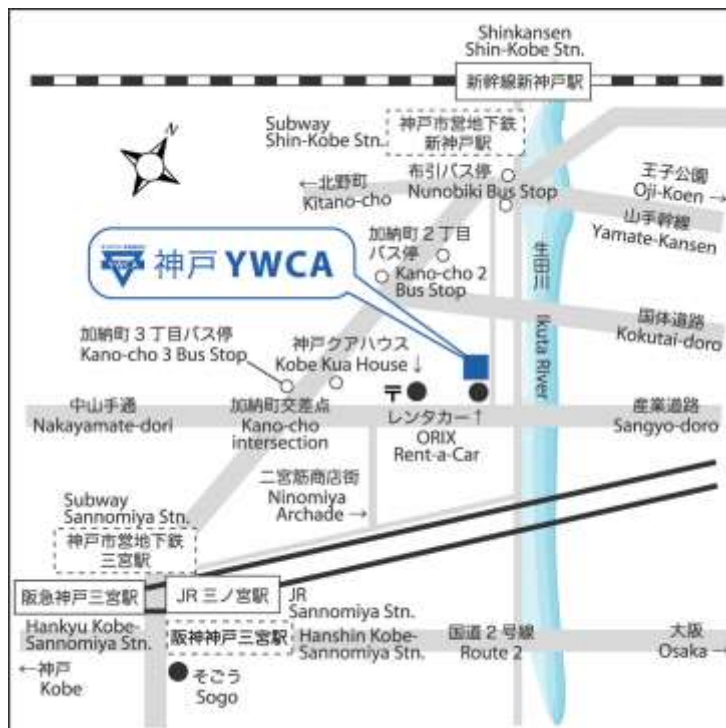 Shinkansen
Shin-Kobe Stn.
新幹線新神戸駅
N
Subway
Shin-Kobe Stn.
神戸市営地下鉄
新神戸駅
布引バス停
Nunobiki Bus Stop
←北野町
Kitano-cho
王子公園
Oji-Koen →
山手幹線
Yamate-Kansen
加納町2丁目
バス停
Kano-cho 2
Bus Stop
YWCA
神戸 YWCA
生田川 Ikuta River
国体道路
Kokutai-doro
加納町3丁目バス停
Kano-cho 3 Bus Stop
神戸クアハウス
Kobe Kua House ↓
〒
中山手通
Nakayamate-dori
加納町交差点
Kano-cho
intersection
レンタカー↑
ORIX
Rent-a-Car
産業道路
Sangyo-doro
二宮筋商店街
Ninomiya
Archade →
Subway
Sannomiya Stn.
神戸市営地下鉄
三宮駅
阪急神戸三宮駅
Hankyu Kobe-
Sannomiya Stn.
JR 三ノ宮駅
JR
Sannomiya Stn.
阪神神戸三宮駅
Hanshin Kobe-
Sannomiya Stn.
国道2号線
Route 2
大阪
Osaka →
←神戸
Kobe
そごう
Sogo